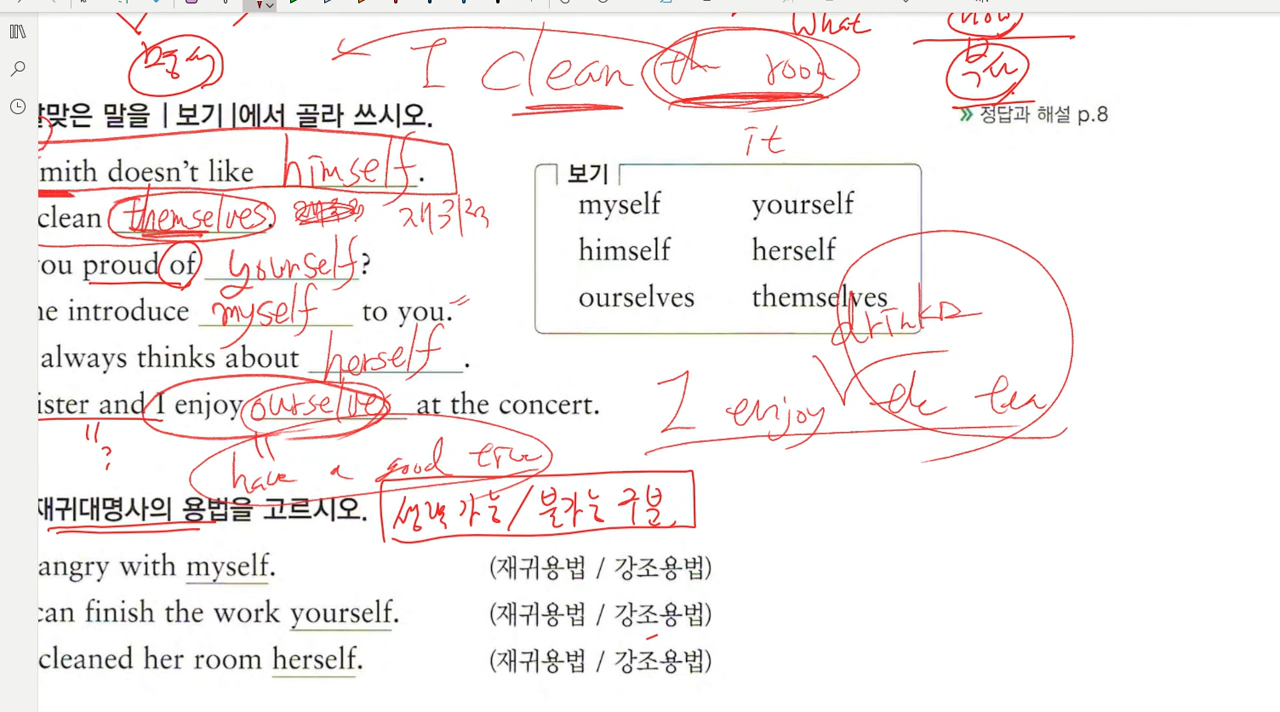 What how
동사 I clean the room 부사
알맞은 말을 | 보기 |에서 골라 쓰시오. » 정답과 해설 p.8
it
mith doesn't like himself.
clean themselves. 재귀
ou proud of yourself?
ne introduce myself to you."
always thinks about herself.
ister and I enjoy ourselves at the concert.
보기
myself yourself
himself herself
ourselves themselves
drink
I enjoy tea
?
have a good time
재귀대명사의 용법을 고르시오. 생략 가능/불가능 구분
angry with myself. (재귀용법 / 강조용법)
can finish the work yourself. (재귀용법 / 강조용법)
cleaned her room herself. (재귀용법 / 강조용법)